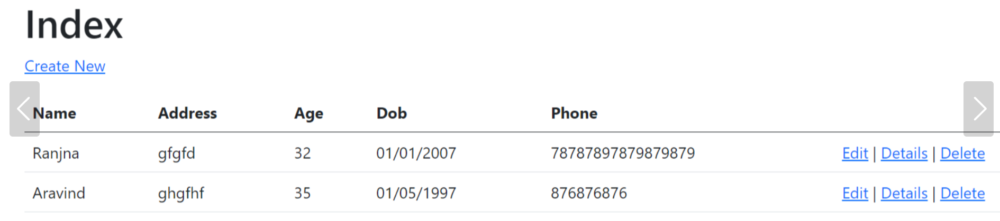 Index
Create New
Name Address Age Dob Phone
Ranjna gfgfd 32 01/01/2007 78787897879879879 Edit | Details | Delete
Aravind ghgfhf 35 01/05/1997 876876876 Edit | Details | Delete